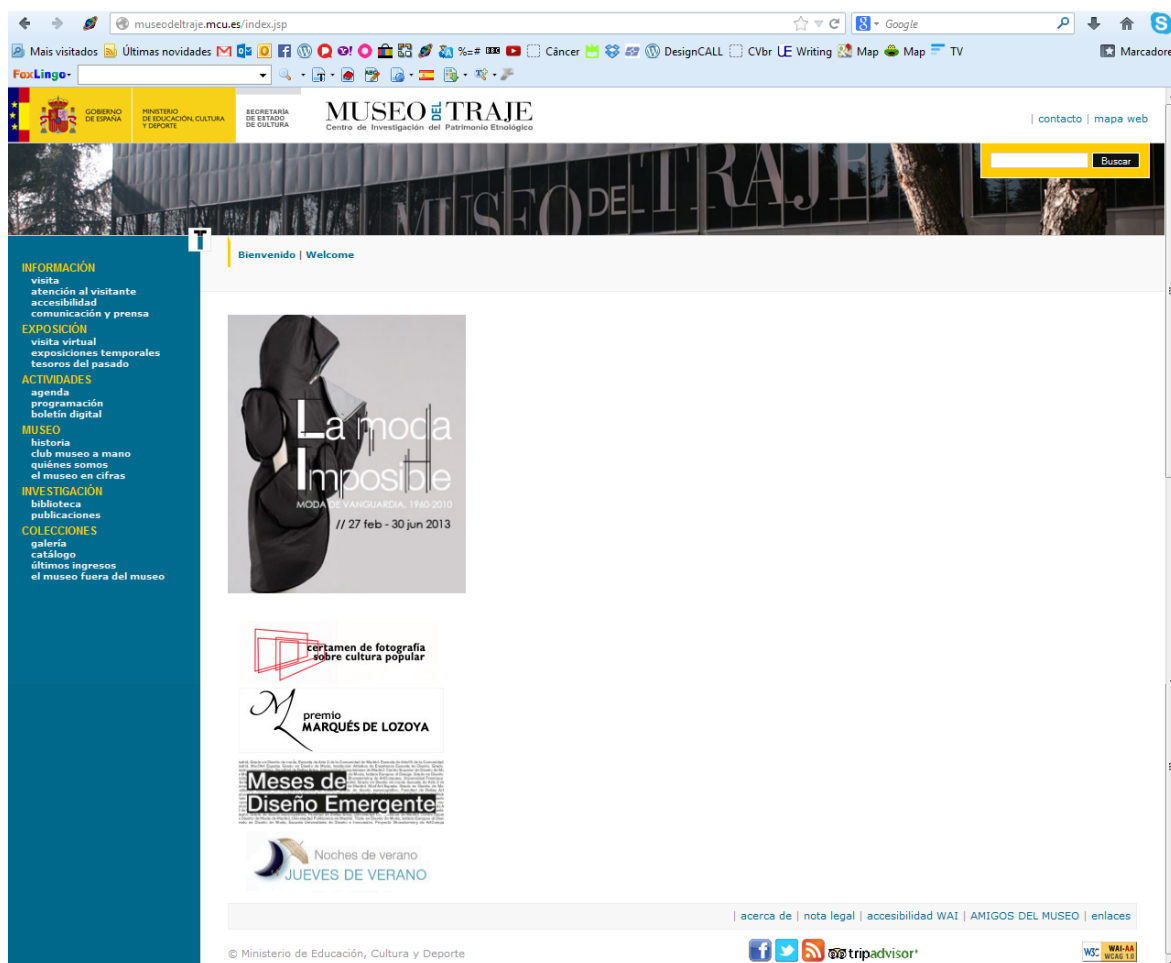 museodeltraje.mcu.es/index.jsp
Google
Mais visitados
Últimas novidades
%=#
Câncer
DesignCALL
CVbr
UE Writing
Map
Map
TV
Marcadore
FoxLingo
GOBIERNO
DE ESPAÑA
MINISTERIO
DE EDUCACIÓN, CULTURA
Y DEPORTE
SECRETARÍA
DE ESTADO
DE CULTURA
MUSEO DEL TRAJE
Centro de Investigación del Patrimonio Etnológico
| contacto | mapa web
MUSEO DEL TRAJE
Buscar
Bienvenido | Welcome
INFORMACIÓN
visita
atención al visitante
accesibilidad
comunicación y prensa
EXPOSICIÓN
visita virtual
exposiciones temporales
tesoros del pasado
ACTIVIDADES
agenda
programación
boletín digital
MUSEO
historia
club museo a mano
quiénes somos
el museo en cifras
INVESTIGACIÓN
biblioteca
publicaciones
COLECCIONES
galería
catálogo
últimos ingresos
el museo fuera del museo
La moda
Imposible
MODA DE VANGUARDIA, 1960-2010
// 27 feb - 30 jun 2013
certamen de fotografía
sobre cultura popular
premio
MARQUÉS DE LOZOYA
Meses de
Diseño Emergente
Noches de verano
JUEVES DE VERANO
| acerca de | nota legal | accesibilidad WAI | AMIGOS DEL MUSEO | enlaces
© Ministerio de Educación, Cultura y Deporte
tripadvisor
W3C WAI-AA
WCAG 1.0